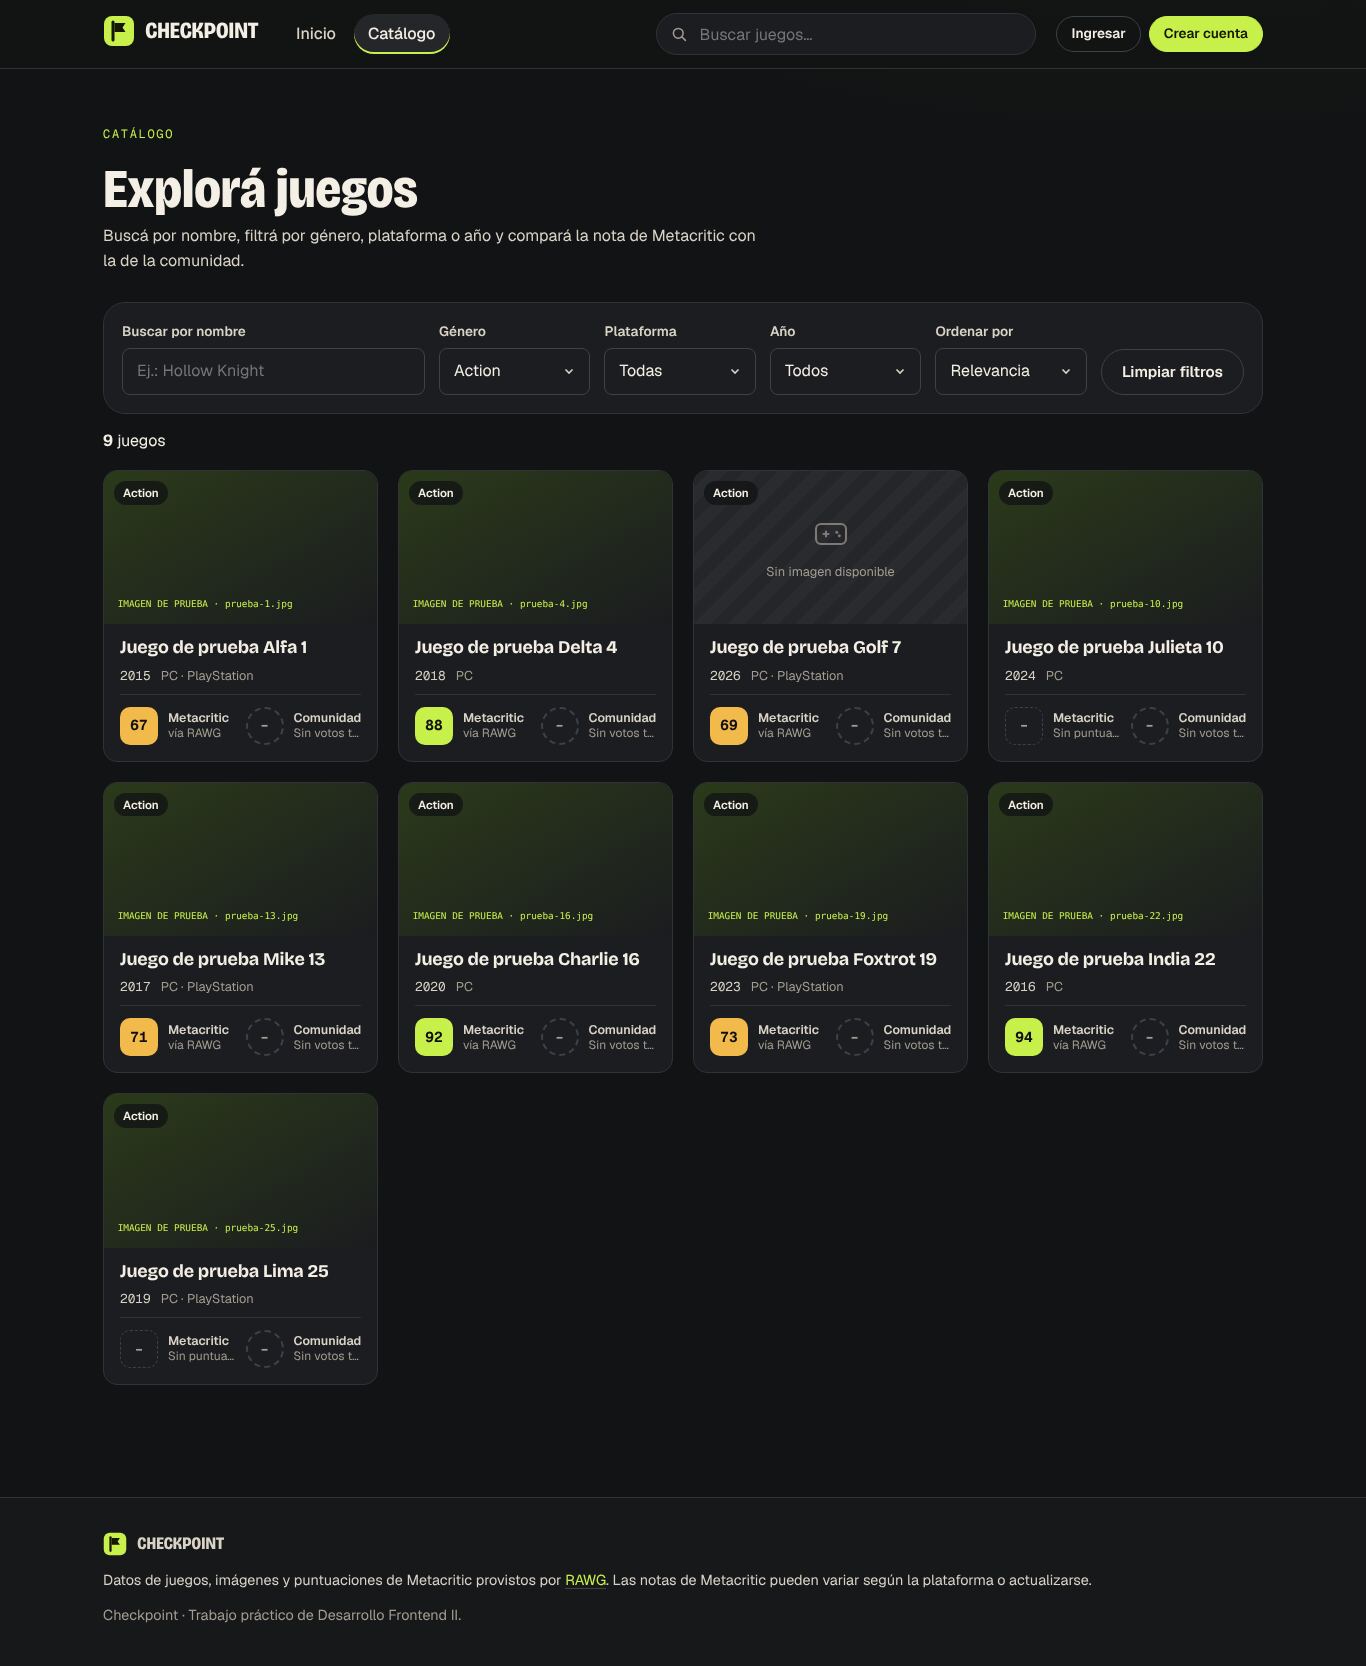 CHECKPOINT
Inicio
Catálogo
Buscar juegos...
Ingresar
Crear cuenta
CATÁLOGO
Explorá juegos
Buscá por nombre, filtrá por género, plataforma o año y compará la nota de Metacritic con
la de la comunidad.
Buscar por nombre
Género
Plataforma
Año
Ordenar por
Ej.: Hollow Knight
Action
Todas
Todos
Relevancia
Limpiar filtros
9 juegos
Action
IMAGEN DE PRUEBA · prueba-1.jpg
Juego de prueba Alfa 1
2015 PC · PlayStation
67
Metacritic
vía RAWG
–
Comunidad
Sin votos t...
Action
IMAGEN DE PRUEBA · prueba-4.jpg
Juego de prueba Delta 4
2018 PC
88
Metacritic
vía RAWG
–
Comunidad
Sin votos t...
Action
Sin imagen disponible
Juego de prueba Golf 7
2026 PC · PlayStation
69
Metacritic
vía RAWG
–
Comunidad
Sin votos t...
Action
IMAGEN DE PRUEBA · prueba-10.jpg
Juego de prueba Julieta 10
2024 PC
–
Metacritic
Sin puntua...
–
Comunidad
Sin votos t...
Action
IMAGEN DE PRUEBA · prueba-13.jpg
Juego de prueba Mike 13
2017 PC · PlayStation
71
Metacritic
vía RAWG
–
Comunidad
Sin votos t...
Action
IMAGEN DE PRUEBA · prueba-16.jpg
Juego de prueba Charlie 16
2020 PC
92
Metacritic
vía RAWG
–
Comunidad
Sin votos t...
Action
IMAGEN DE PRUEBA · prueba-19.jpg
Juego de prueba Foxtrot 19
2023 PC · PlayStation
73
Metacritic
vía RAWG
–
Comunidad
Sin votos t...
Action
IMAGEN DE PRUEBA · prueba-22.jpg
Juego de prueba India 22
2016 PC
94
Metacritic
vía RAWG
–
Comunidad
Sin votos t...
Action
IMAGEN DE PRUEBA · prueba-25.jpg
Juego de prueba Lima 25
2019 PC · PlayStation
–
Metacritic
Sin puntua...
–
Comunidad
Sin votos t...
CHECKPOINT
Datos de juegos, imágenes y puntuaciones de Metacritic provistos por RAWG. Las notas de Metacritic pueden variar según la plataforma o actualizarse.
Checkpoint · Trabajo práctico de Desarrollo Frontend II.